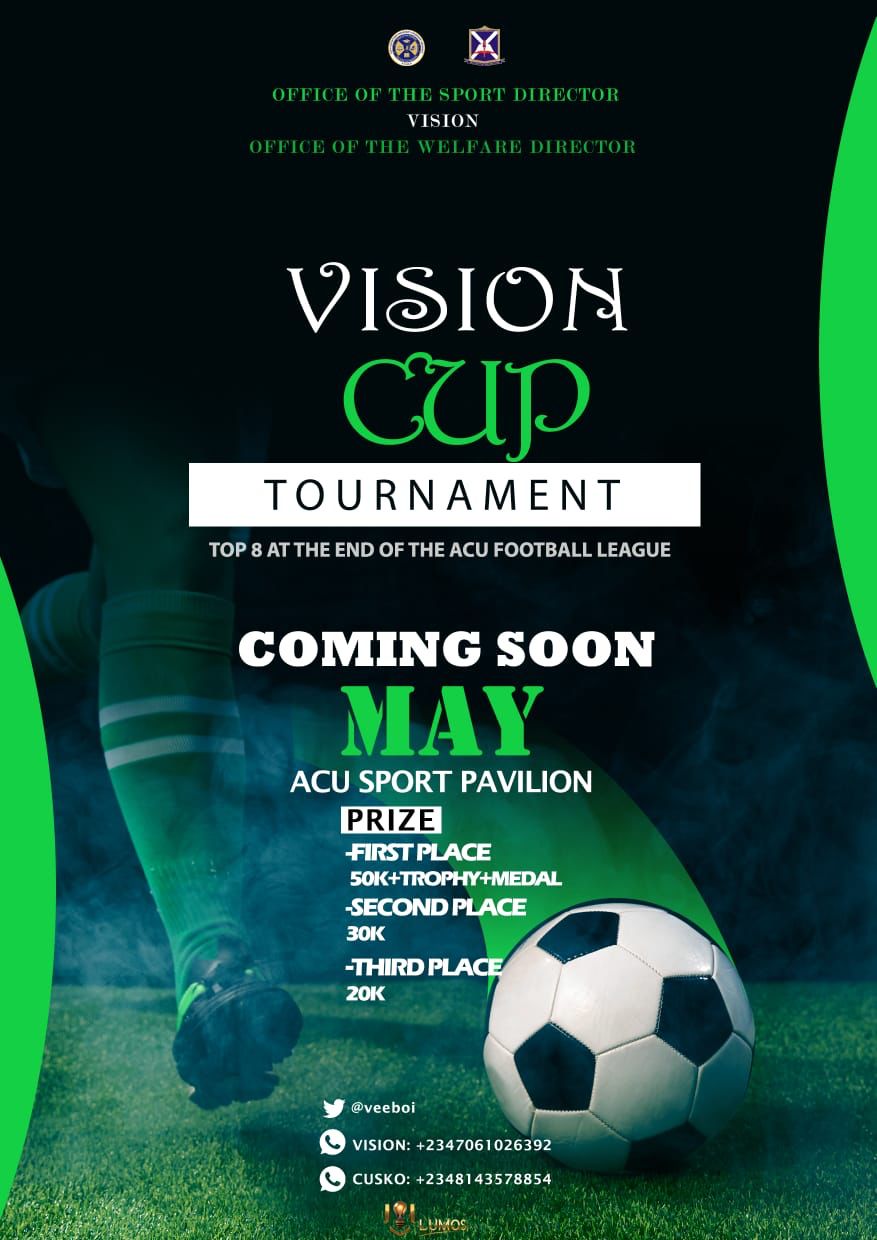 OFFICE OF THE SPORT DIRECTOR
VISION
OFFICE OF THE WELFARE DIRECTOR
VISION
CUP
TOURNAMENT
TOP 8 AT THE END OF THE ACU FOOTBALL LEAGUE
COMING SOON
MAY
ACU SPORT PAVILION
PRIZE
-FIRST PLACE
50K+TROPHY+MEDAL
-SECOND PLACE
30K
-THIRD PLACE
20K
@veeboi
VISION: +2347061026392
CUSKO: +2348143578854
LUMOS